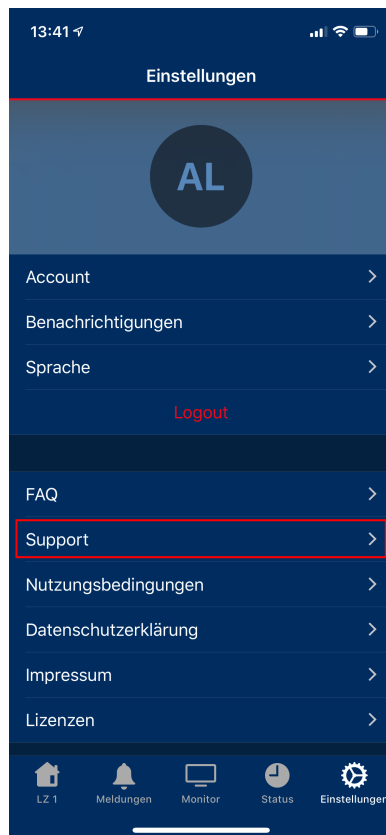 13:41
Einstellungen
AL
Account
Benachrichtigungen
Sprache
Logout
FAQ
Support
Nutzungsbedingungen
Datenschutzerklärung
Impressum
Lizenzen
LZ 1 Meldungen Monitor Status Einstellungen